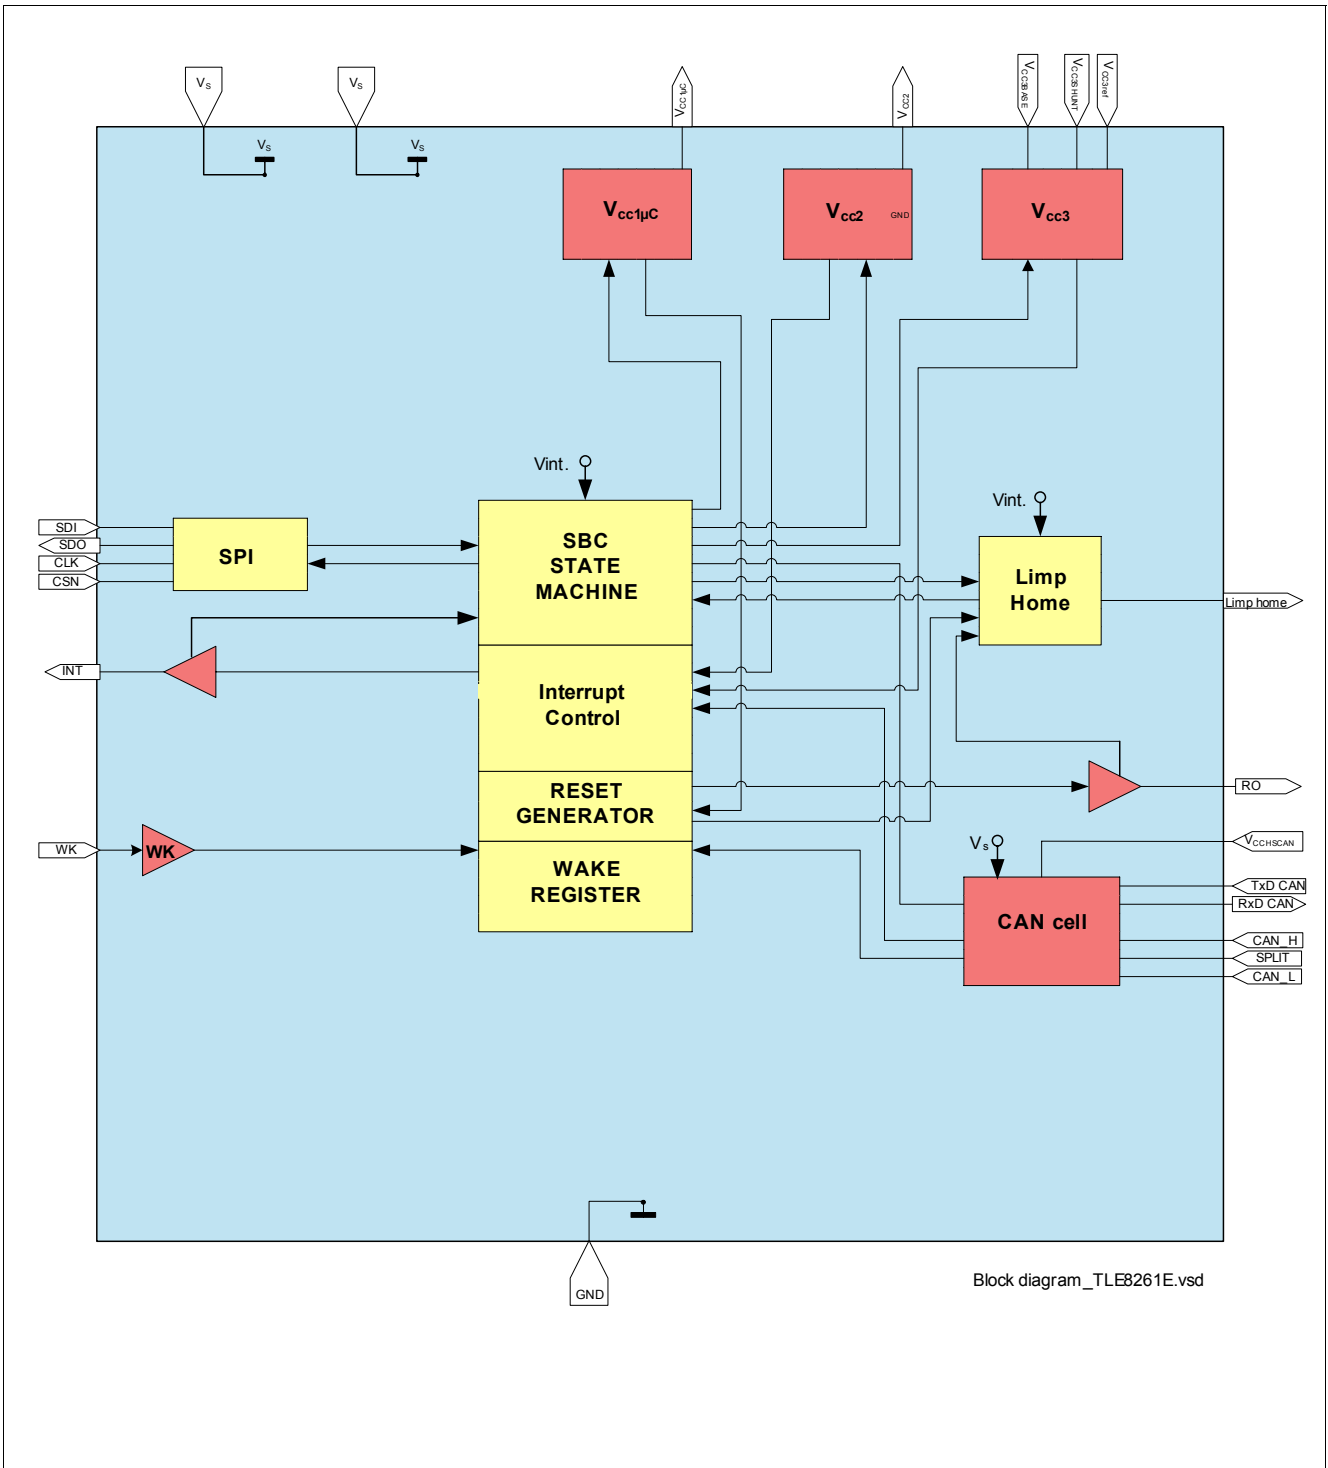 Vs
Vs
VCC1µC
VCC2
VCC3BASE
VCC3SHUNT
VCC3ref
Vs
Vs
Vcc1µC
Vcc2
GND
Vcc3
Vint.
Vint.
SDI
SDO
CLK
CSN
SPI
SBC
STATE
MACHINE
Limp
Home
Limp home
INT
Interrupt
Control
RESET
GENERATOR
RO
WK
WK
WAKE
REGISTER
Vs
VCCHSCAN
TxD CAN
RxD CAN
CAN cell
CAN_H
SPLIT
CAN_L
GND
Block diagram_TLE8261E.vsd